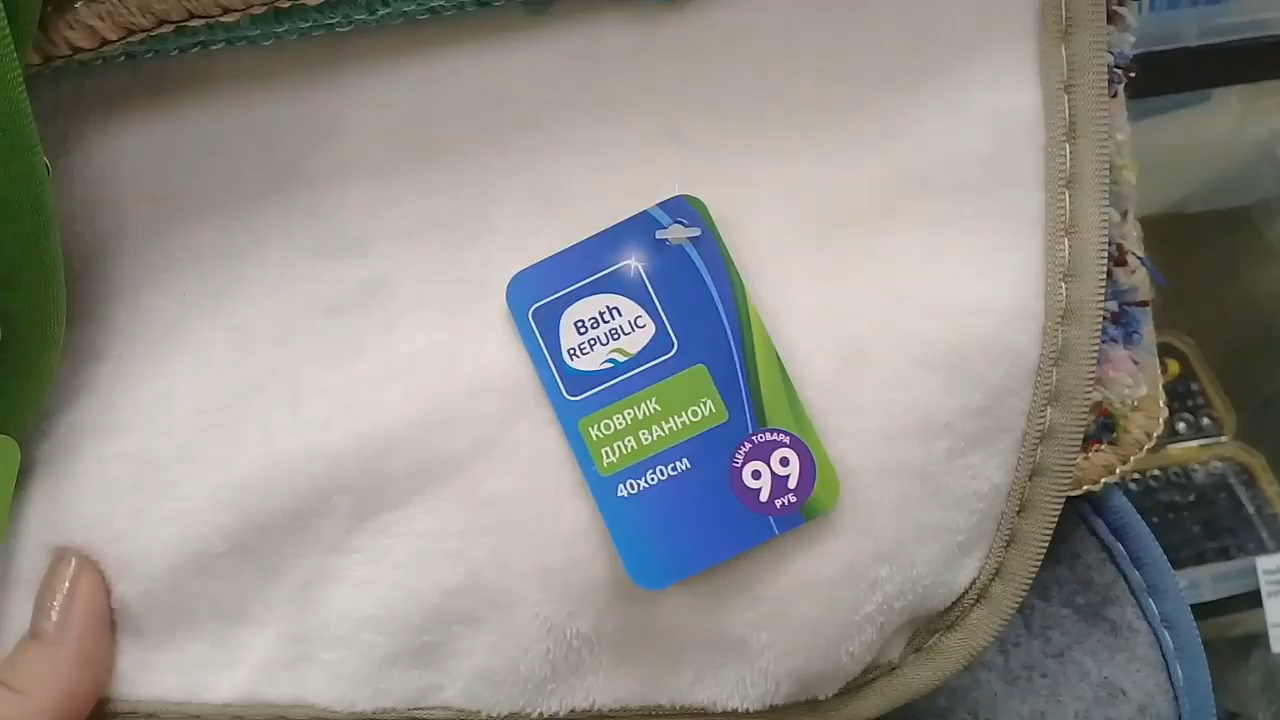 Bath
REPUBLIC
КОВРИК
ДЛЯ ВАННОЙ
40х60см
ЦЕНА ТОВАРА
99
РУБ